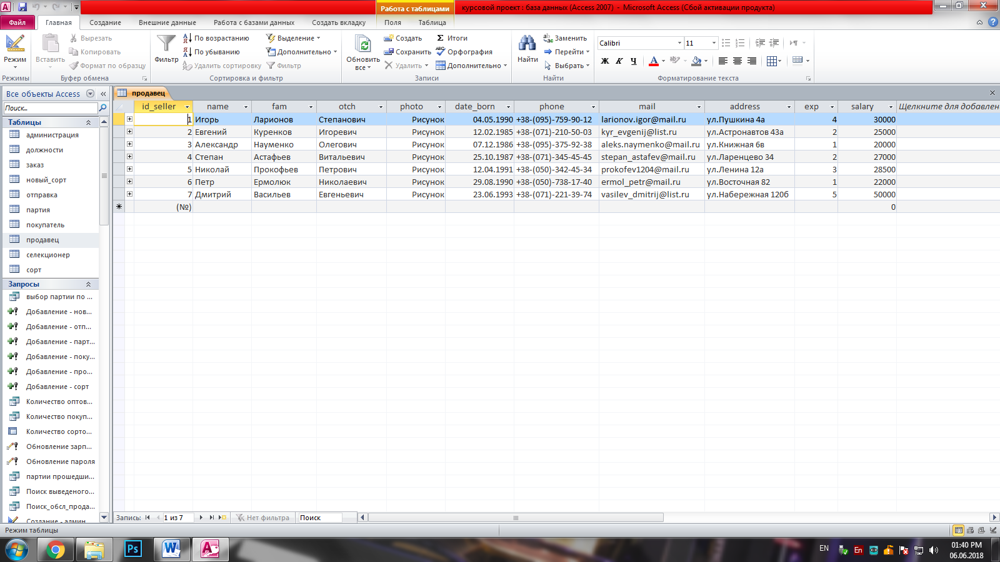 Работа с таблицами
курсовой проект : база данных (Access 2007) - Microsoft Access (Сбой активации продукта)
Файл Главная Создание Внешние данные Работа с базами данных Создать вкладку Поля Таблица
Режим
Режимы
Вставить
Вырезать
Копировать
Формат по образцу
Буфер обмена
Фильтр
По возрастанию
По убыванию
Удалить сортировку
Выделение
Дополнительно
Фильтр
Сортировка и фильтр
Обновить
все
Создать
Сохранить
Удалить
Итоги
Орфография
Дополнительно
Записи
Найти
Заменить
Перейти
Выбрать
Найти
Calibri 11
Ж К Ч
Форматирование текста
Все объекты Access
Поиск...
Таблицы
администрация
должности
заказ
новый_сорт
отправка
партия
покупатель
продавец
селекционер
сорт
Запросы
выбор партии по ...
Добавление - нов...
Добавление - отп...
Добавление - парт...
Добавление - поку...
Добавление - про...
Добавление - сорт
Количество оптов...
Количество покуп...
Количество сорто...
Обновление зарп...
Обновление пароля
партии прошедши...
Поиск выведеного...
Поиск_обсл_прода...
Создание - админ...
продавец
id_seller name fam otch photo date_born phone mail address exp salary Щелкните для добавлен
1 Игорь Ларионов Степанович Рисунок 04.05.1990 +38-(095)-759-90-12 larionov.igor@mail.ru ул.Пушкина 4а 4 30000
2 Евгений Куренков Игоревич Рисунок 12.02.1985 +38-(071)-210-50-03 kyr_evgenij@list.ru ул.Астронавтов 43а 2 25000
3 Александр Науменко Олегович Рисунок 07.12.1986 +38-(095)-375-92-38 aleks.naymenko@mail.ru ул.Книжная 6в 1 20000
4 Степан Астафьев Витальевич Рисунок 25.10.1987 +38-(071)-345-45-45 stepan_astafev@mail.ru ул.Ларенцево 34 2 27000
5 Николай Прокофьев Петрович Рисунок 12.04.1991 +38-(050)-342-45-34 prokofev1204@mail.ru ул.Ленина 12а 3 28500
6 Петр Ермолюк Николаевич Рисунок 29.08.1990 +38-(050)-738-17-40 ermol_petr@mail.ru ул.Восточная 82 1 22000
7 Дмитрий Васильев Евгеньевич Рисунок 23.06.1993 +38-(071)-221-39-74 vasilev_dmitrij@list.ru ул.Набережная 120б 5 50000
(№) 0
Запись: 1 из 7 Нет фильтра Поиск
Режим таблицы
Ps
EN
En
01:40 PM
06.06.2018